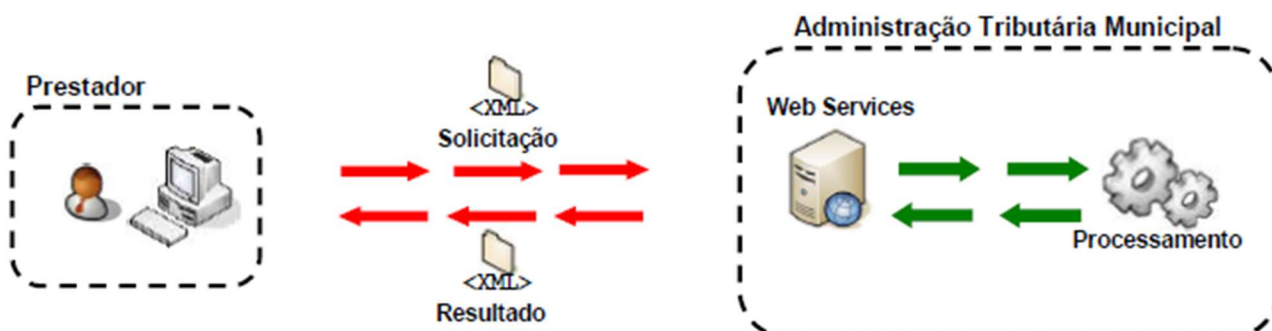 Administração Tributária Municipal
Prestador
<XML>
Solicitação
Web Services
Processamento
<XML>
Resultado